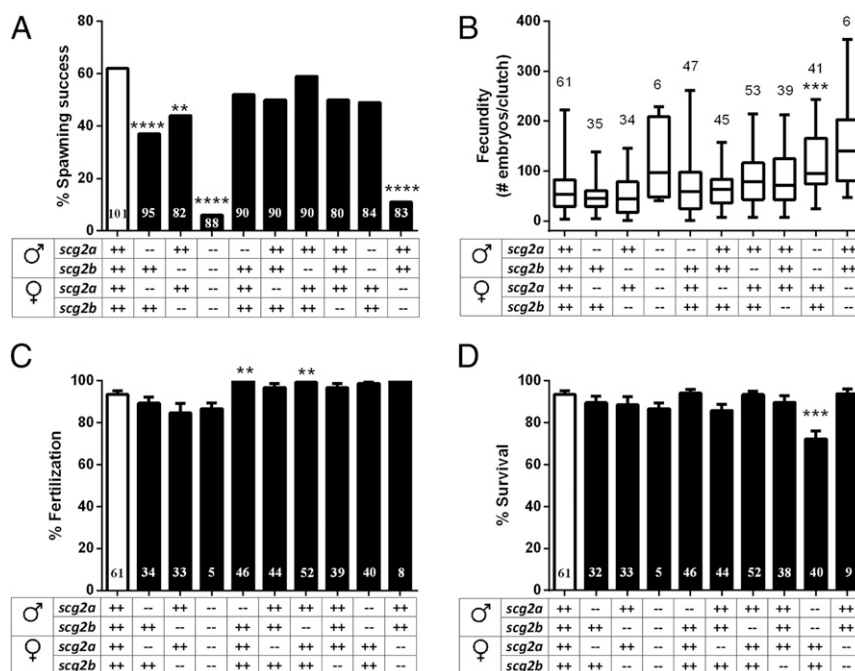 A
80
60
40
20
0
% Spawning success
**** ** **** ****
101 95 82 88 90 90 90 80 84 83
♂ scg2a ++ -- ++ -- -- ++ ++ ++ -- ++
scg2b ++ ++ -- -- ++ ++ -- ++ -- ++
♀ scg2a ++ -- ++ -- ++ -- ++ ++ ++ --
scg2b ++ ++ -- -- ++ ++ ++ -- ++ --
B
400
300
200
100
0
Fecundity
(# embryos/clutch)
61 35 34 6 47 45 53 39 41 6
***
♂ scg2a ++ -- ++ -- -- ++ ++ ++ -- ++
scg2b ++ ++ -- -- ++ ++ -- ++ -- ++
♀ scg2a ++ -- ++ -- ++ -- ++ ++ ++ --
scg2b ++ ++ -- -- ++ ++ ++ -- ++ --
C
100
80
60
40
20
0
% Fertilization
** **
61 34 33 5 46 44 52 39 40 8
♂ scg2a ++ -- ++ -- -- ++ ++ ++ -- ++
scg2b ++ ++ -- -- ++ ++ -- ++ -- ++
♀ scg2a ++ -- ++ -- ++ -- ++ ++ ++ --
scg2b
D
100
80
60
40
20
0
% Survival
***
61 32 33 5 46 44 52 38 40 9
♂ scg2a ++ -- ++ -- -- ++ ++ ++ -- ++
scg2b ++ ++ -- -- ++ ++ -- ++ -- ++
♀ scg2a ++ -- ++ -- ++ -- ++ ++ ++ --
scg2b